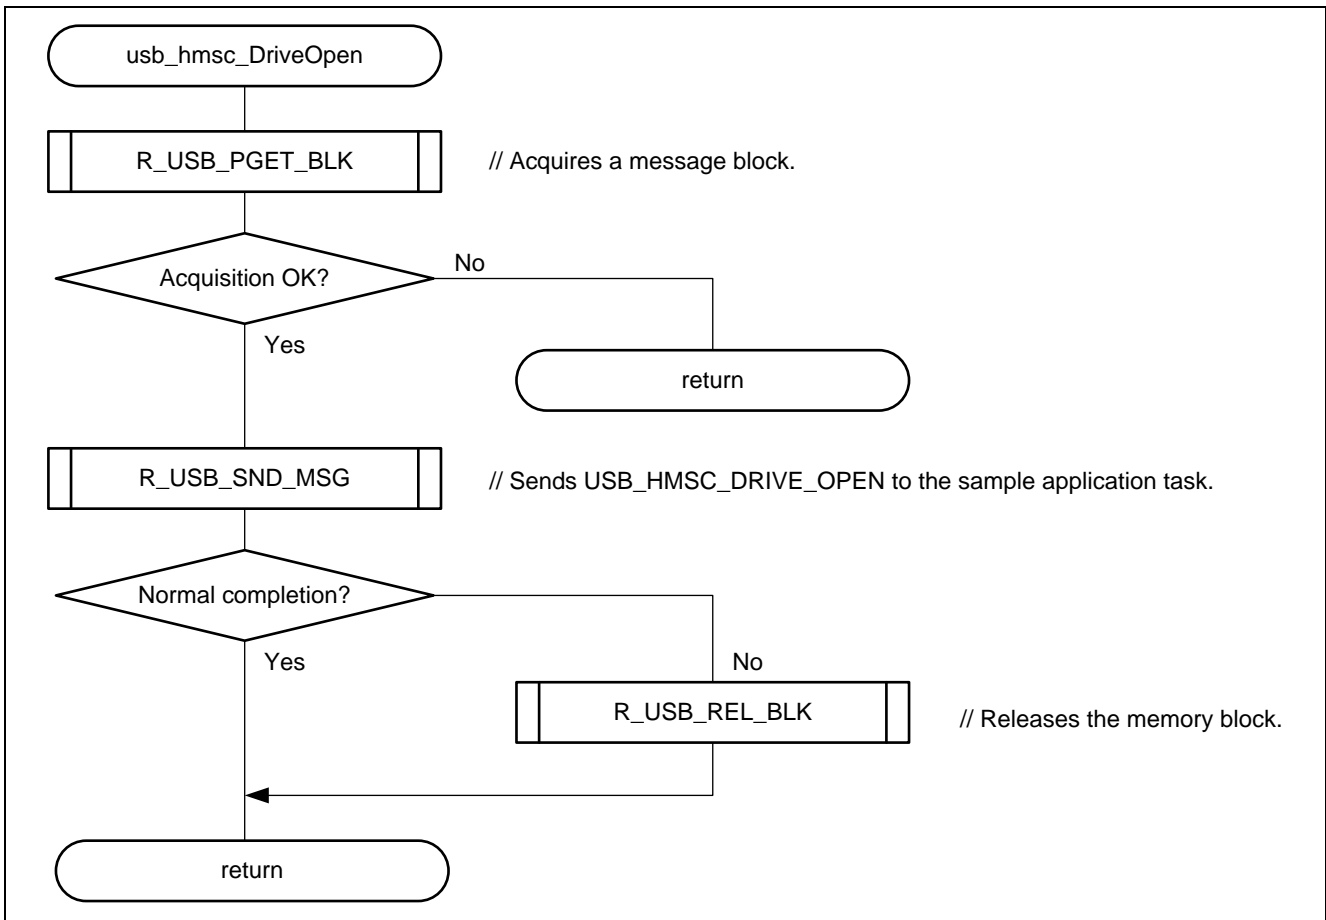 usb_hmsc_DriveOpen
R_USB_PGET_BLK
// Acquires a message block.
Acquisition OK?
No
Yes
return
R_USB_SND_MSG
// Sends USB_HMSC_DRIVE_OPEN to the sample application task.
Normal completion?
Yes
No
R_USB_REL_BLK
// Releases the memory block.
return